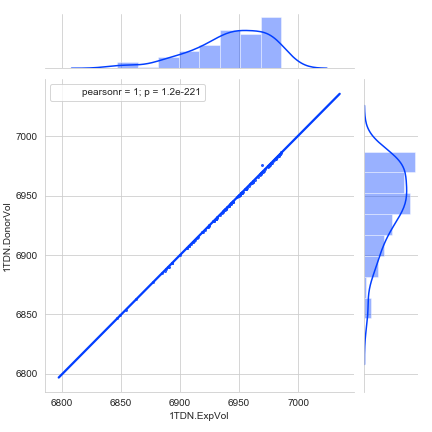 pearsonr = 1; p = 1.2e-221
7000
6950
6900
6850
6800
1TDN.DonorVol
6800 6850 6900 6950 7000
1TDN.ExpVol